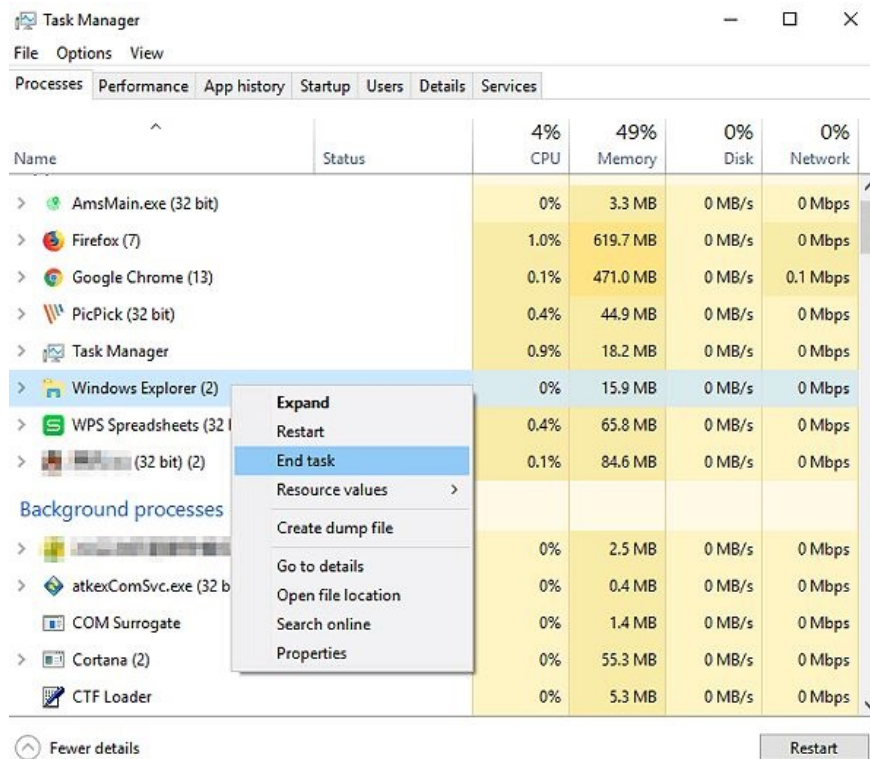 Task Manager
File Options View
Processes Performance App history Startup Users Details Services
4% 49% 0% 0%
Name Status CPU Memory Disk Network
AmsMain.exe (32 bit) 0% 3.3 MB 0 MB/s 0 Mbps
Firefox (7) 1.0% 619.7 MB 0 MB/s 0 Mbps
Google Chrome (13) 0.1% 471.0 MB 0 MB/s 0.1 Mbps
PicPick (32 bit) 0.4% 44.9 MB 0 MB/s 0 Mbps
Task Manager 0.9% 18.2 MB 0 MB/s 0 Mbps
Windows Explorer (2) 0% 15.9 MB 0 MB/s 0 Mbps
Expand
WPS Spreadsheets (32 0.4% 65.8 MB 0 MB/s 0 Mbps
Restart
(32 bit) (2) End task 0.1% 84.6 MB 0 MB/s 0 Mbps
Resource values
Background processes
Create dump file
0% 2.5 MB 0 MB/s 0 Mbps
Go to details
atkexComSvc.exe (32 b 0% 0.4 MB 0 MB/s 0 Mbps
Open file location
COM Surrogate Search online 0% 1.4 MB 0 MB/s 0 Mbps
Cortana (2) Properties 0% 55.3 MB 0 MB/s 0 Mbps
CTF Loader 0% 5.3 MB 0 MB/s 0 Mbps
Fewer details Restart